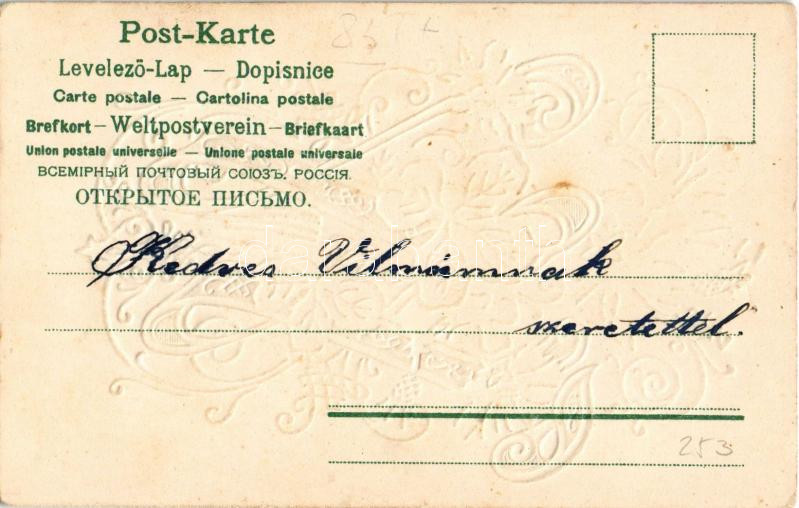 Post-Karte
Levelező-Lap — Dopisnice
Carte postale — Cartolina postale
Brefkort – Weltpostverein – Briefkaart
Union postale universelle — Unione postale universale
ВСЕМІРНЫЙ ПОЧТОВЫЙ СОЮЗЪ. РОССІЯ.
ОТКРЫТОЕ ПИСЬМО.
Kedves Vilmámnak
szeretettel.
253